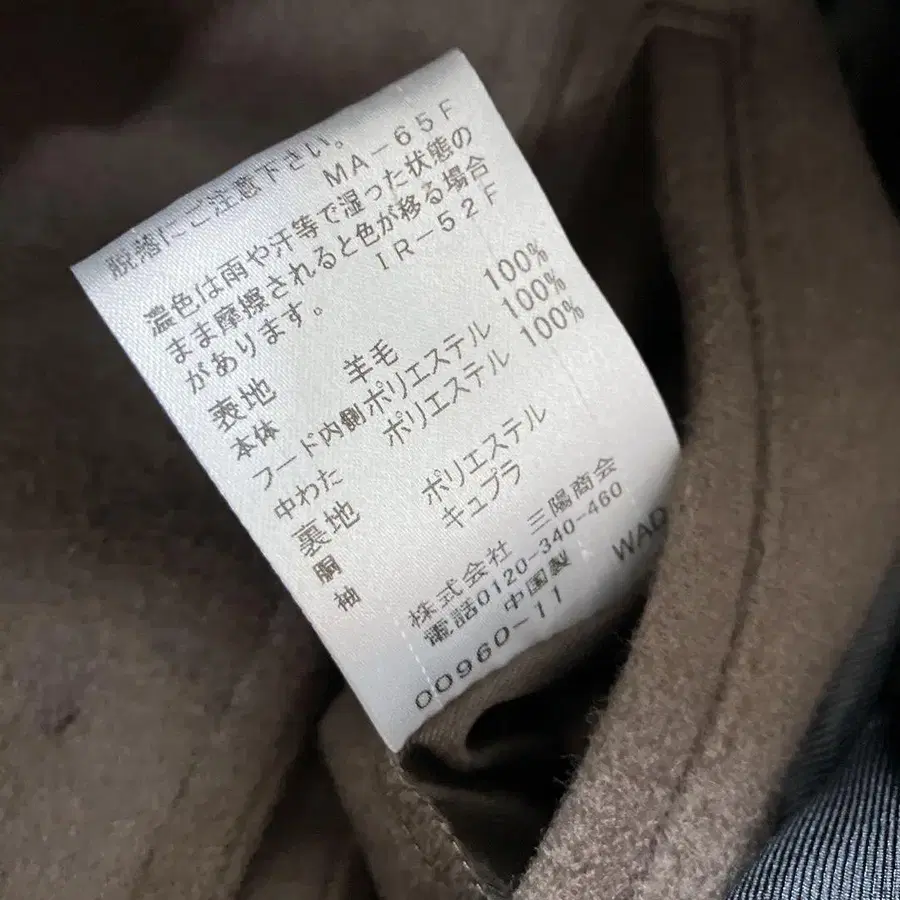 脱落にご注意下さい。
MA-65F
濃色は雨や汗等で湿った状態の
まま摩擦されると色が移る場合
があります。
IR-52F
表地
本体 羊毛 100%
フード内側 ポリエステル 100%
中わた ポリエステル 100%
裏地
胴 ポリエステル
袖 キュプラ
株式会社 三陽商会
電話0120-340-460
中国製 WAD
00960-11